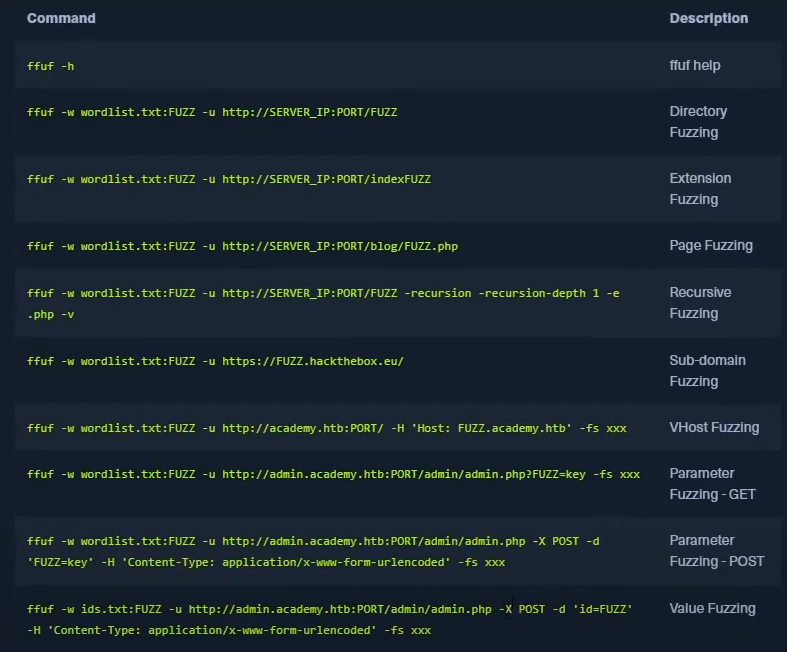 Command Description
ffuf -h ffuf help
ffuf -w wordlist.txt:FUZZ -u http://SERVER_IP:PORT/FUZZ Directory
Fuzzing
ffuf -w wordlist.txt:FUZZ -u http://SERVER_IP:PORT/indexFUZZ Extension
Fuzzing
ffuf -w wordlist.txt:FUZZ -u http://SERVER_IP:PORT/blog/FUZZ.php Page Fuzzing
ffuf -w wordlist.txt:FUZZ -u http://SERVER_IP:PORT/FUZZ -recursion -recursion-depth 1 -e Recursive
.php -v Fuzzing
ffuf -w wordlist.txt:FUZZ -u https://FUZZ.hackthebox.eu/ Sub-domain
Fuzzing
ffuf -w wordlist.txt:FUZZ -u http://academy.htb:PORT/ -H 'Host: FUZZ.academy.htb' -fs xxx VHost Fuzzing
ffuf -w wordlist.txt:FUZZ -u http://admin.academy.htb:PORT/admin/admin.php?FUZZ=key -fs xxx Parameter
Fuzzing - GET
ffuf -w wordlist.txt:FUZZ -u http://admin.academy.htb:PORT/admin/admin.php -X POST -d Parameter
'FUZZ=key' -H 'Content-Type: application/x-www-form-urlencoded' -fs xxx Fuzzing - POST
ffuf -w ids.txt:FUZZ -u http://admin.academy.htb:PORT/admin/admin.php -X POST -d 'id=FUZZ' Value Fuzzing
-H 'Content-Type: application/x-www-form-urlencoded' -fs xxx